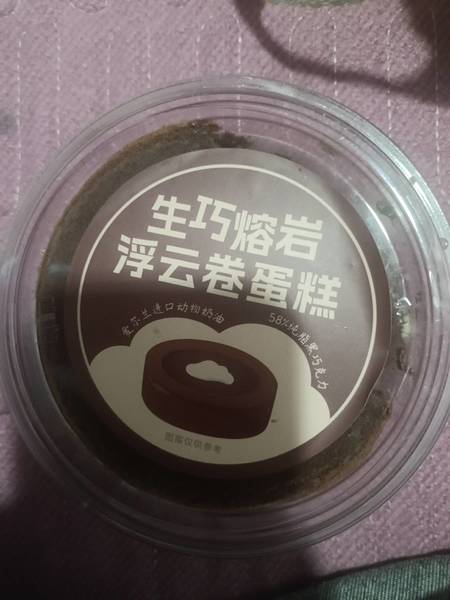 生巧熔岩
浮云卷蛋糕
爱尔兰进口动物奶油
58%纯脂黑巧克力
图案仅供参考